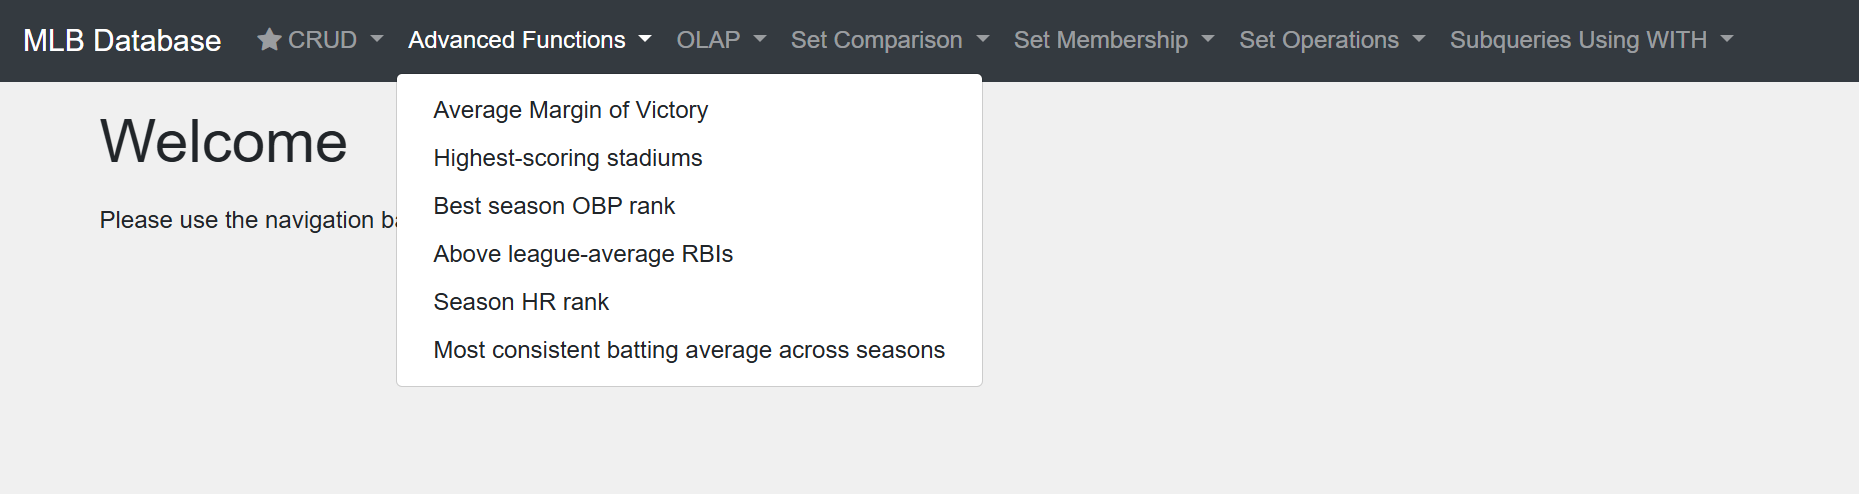 MLB Database CRUD Advanced Functions OLAP Set Comparison Set Membership Set Operations Subqueries Using WITH
Average Margin of Victory
Highest-scoring stadiums
Best season OBP rank
Above league-average RBIs
Season HR rank
Most consistent batting average across seasons
Welcome
Please use the navigation